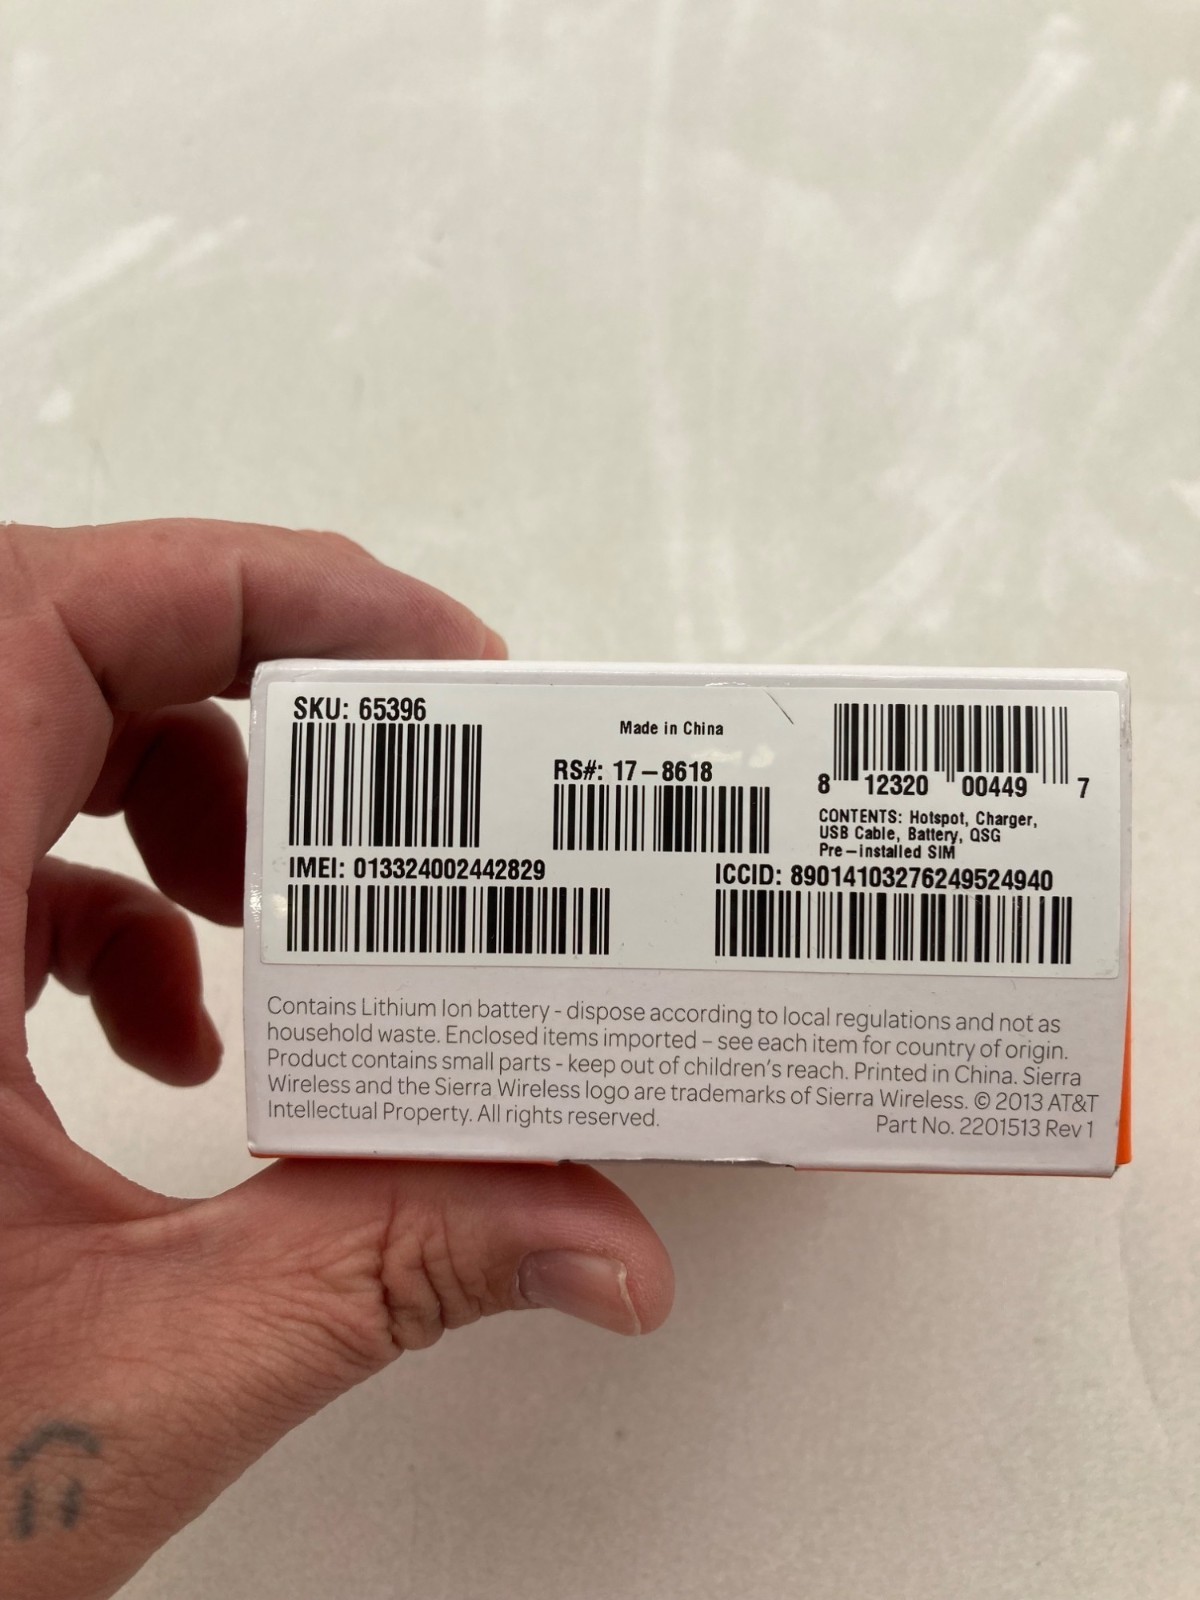 SKU: 65396
Made in China
RS#: 17-8618
8 12320 00449 7
CONTENTS: Hotspot, Charger,
USB Cable, Battery, QSG
Pre-installed SIM
IMEI: 013324002442829
ICCID: 89014103276249524940
Contains Lithium Ion battery - dispose according to local regulations and not as
household waste. Enclosed items imported – see each item for country of origin.
Product contains small parts - keep out of children's reach. Printed in China. Sierra
Wireless and the Sierra Wireless logo are trademarks of Sierra Wireless. © 2013 AT&T
Intellectual Property. All rights reserved.
Part No. 2201513 Rev 1